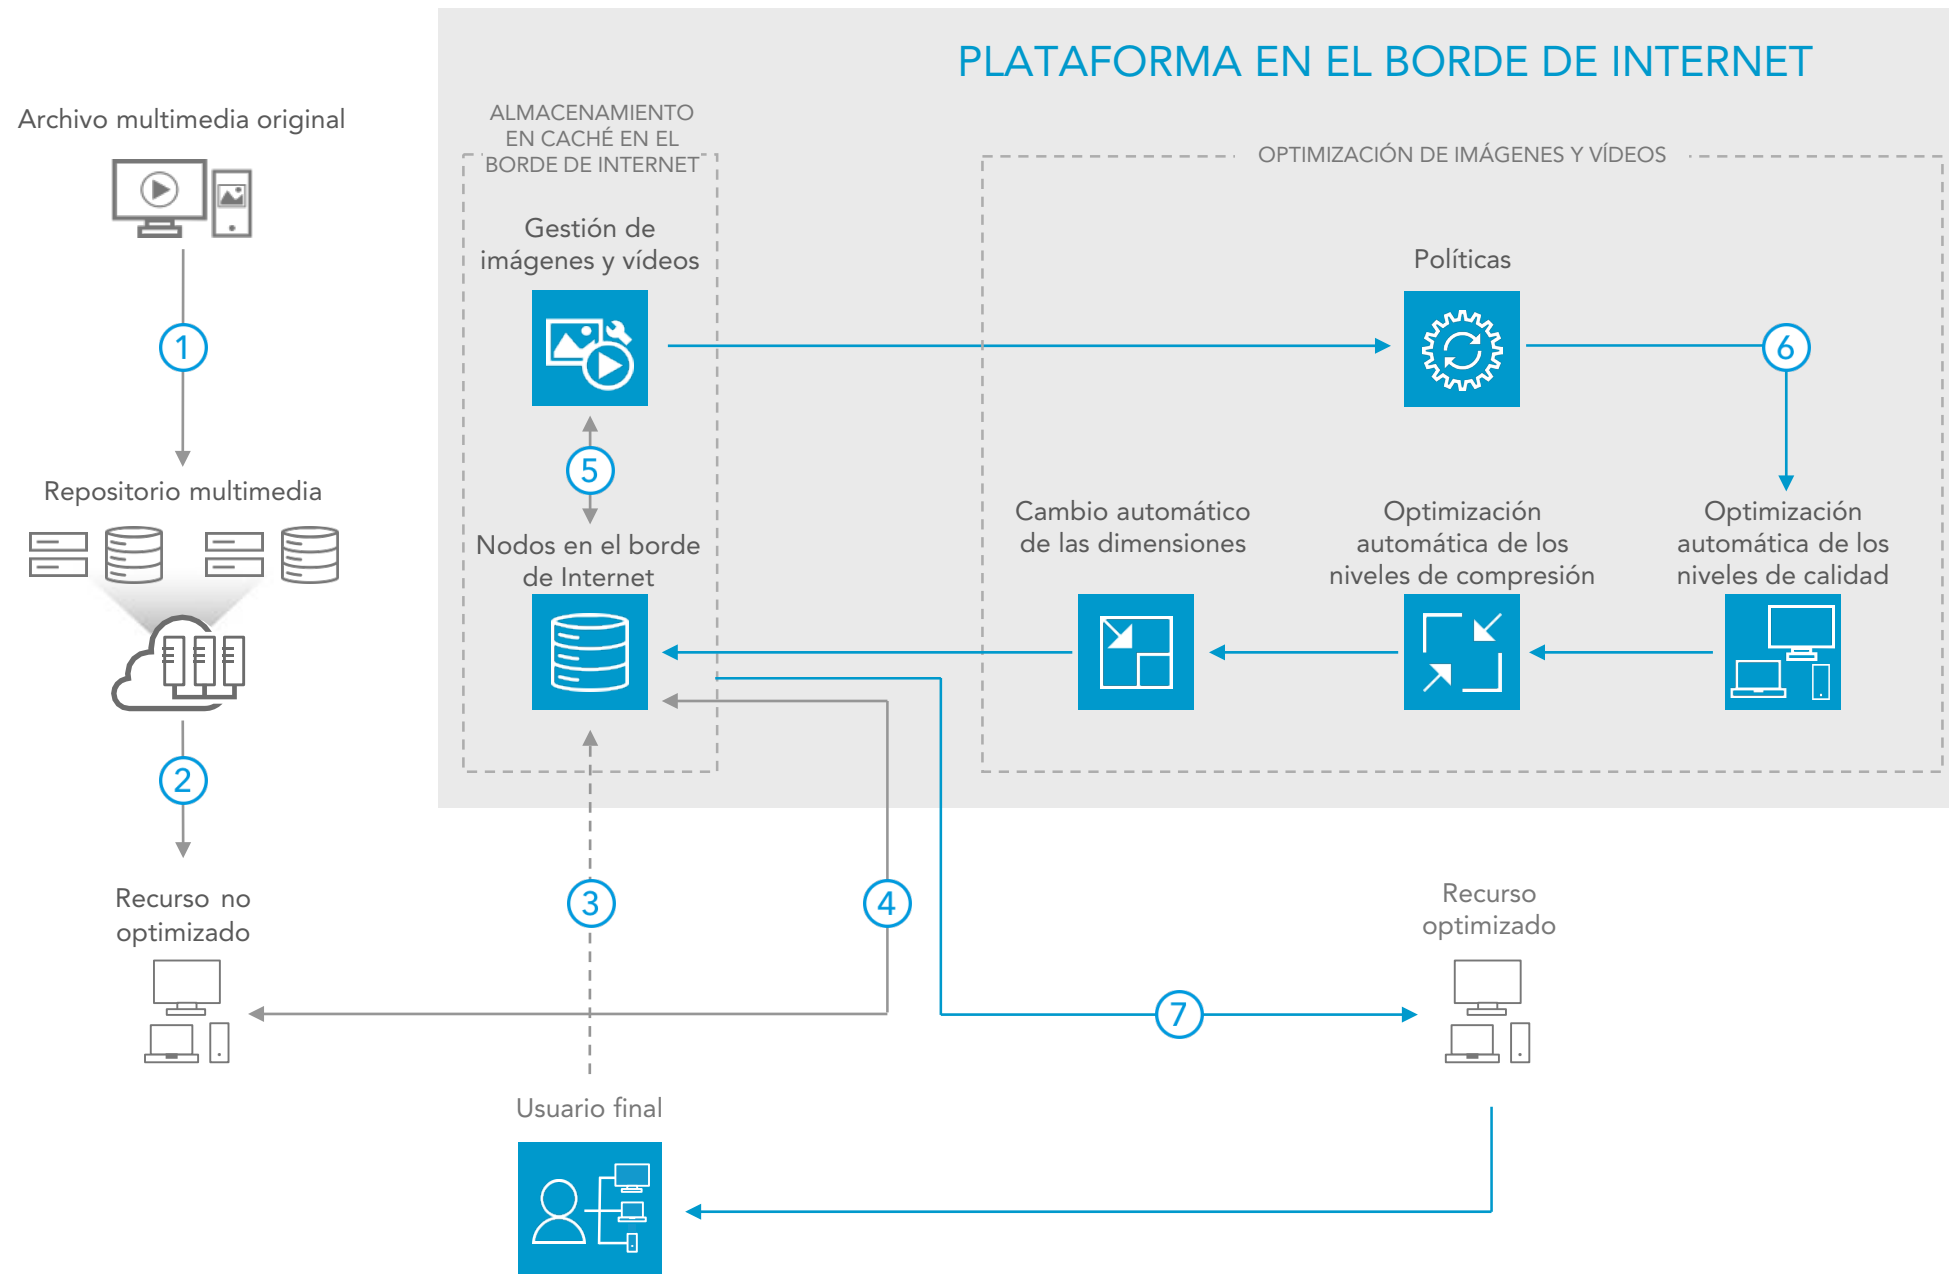 PLATAFORMA EN EL BORDE DE INTERNET
Archivo multimedia original
1
Repositorio multimedia
2
Recurso no
optimizado
ALMACENAMIENTO
EN CACHÉ EN EL
BORDE DE INTERNET
Gestión de
imágenes y vídeos
5
Nodos en el borde
de Internet
OPTIMIZACIÓN DE IMÁGENES Y VÍDEOS
Políticas
6
Cambio automático
de las dimensiones
Optimización
automática de los
niveles de compresión
Optimización
automática de los
niveles de calidad
3
4
7
Recurso
optimizado
Usuario final